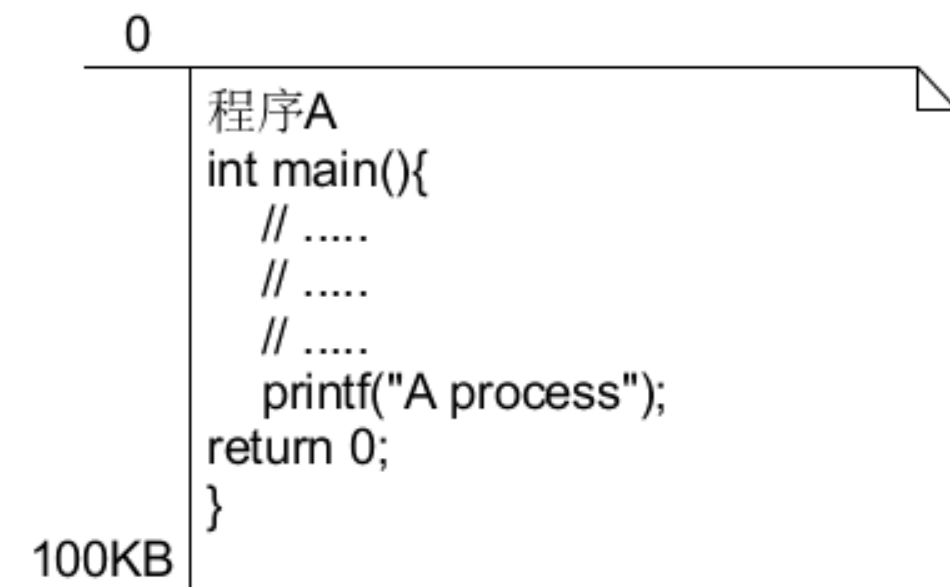 0
程序A
int main(){
// .....
// .....
// .....
printf("A process");
return 0;
}
100KB